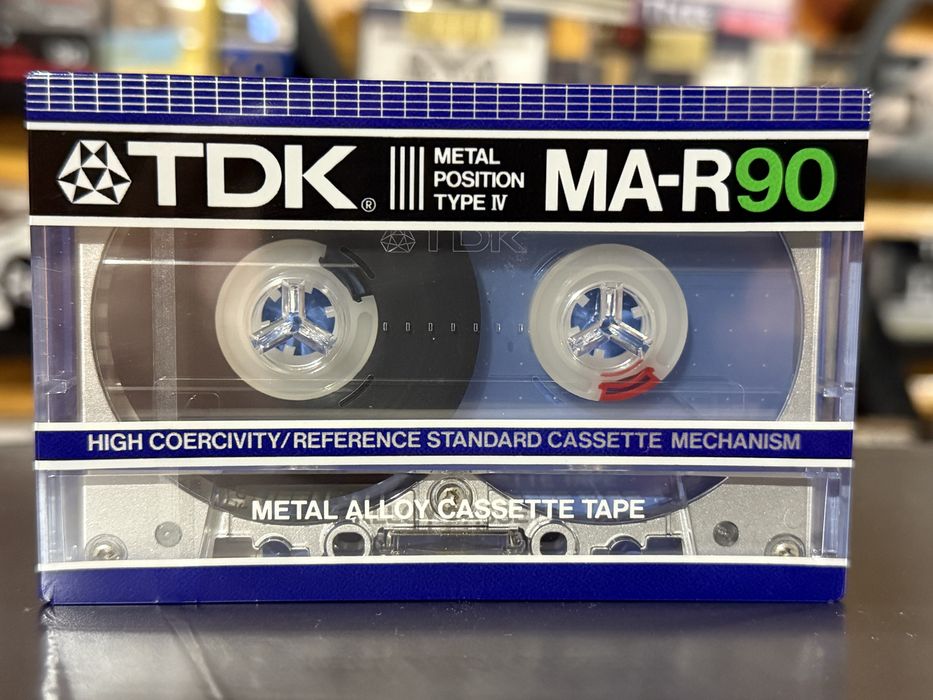 TDK®
METAL
POSITION
TYPE IV
MA-R90
TDK
HIGH COERCIVITY/REFERENCE STANDARD CASSETTE MECHANISM
METAL ALLOY CASSETTE TAPE